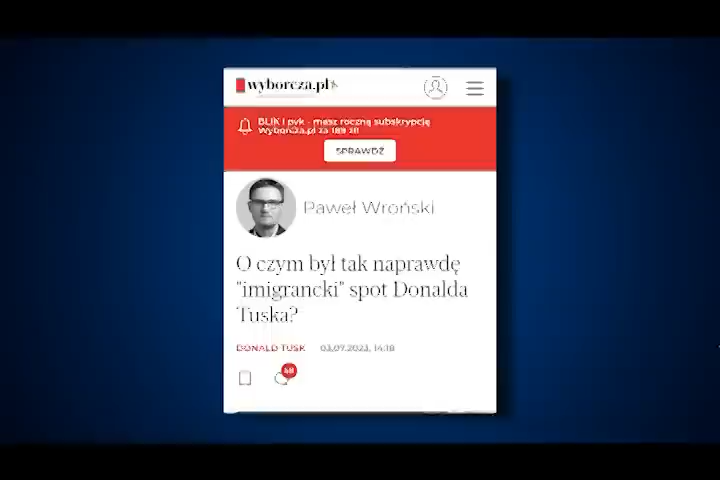 wyborcza.pl
BLIK i pyk - masz roczną subskrypcję
Wyborcza.pl za 189 zł!
SPRAWDŹ
Paweł Wroński
O czym był tak naprawdę
"imigrancki" spot Donalda
Tuska?
DONALD TUSK 03.07.2023, 14:18